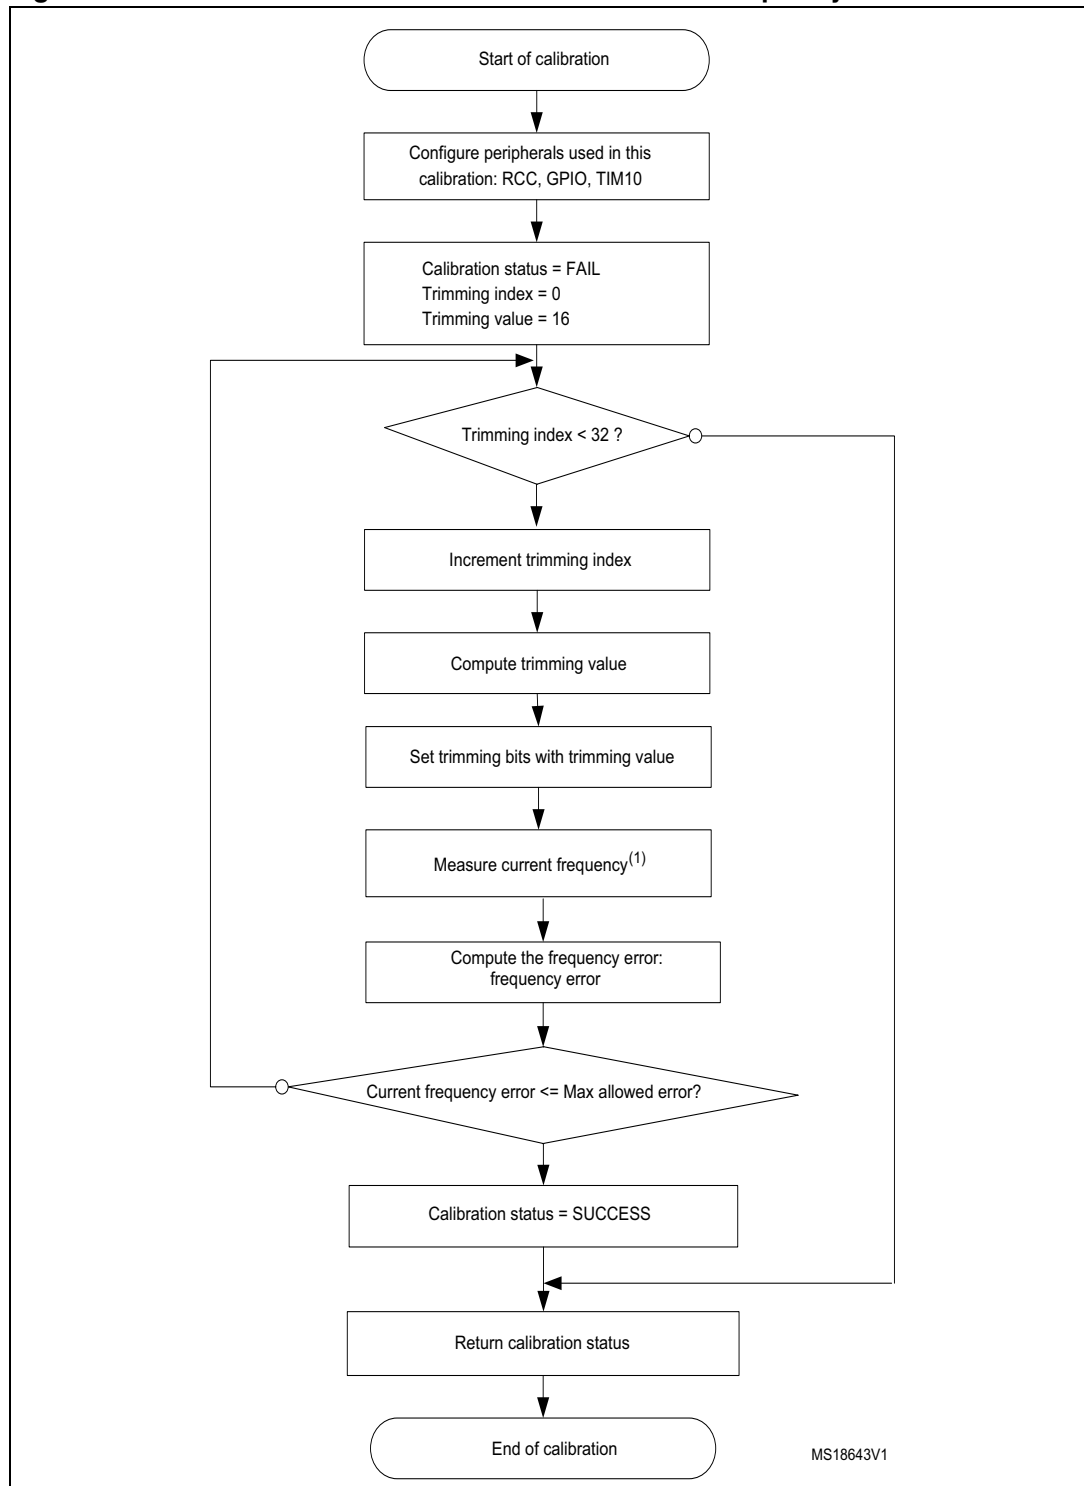 Start of calibration
Configure peripherals used in this
calibration: RCC, GPIO, TIM10
Calibration status = FAIL
Trimming index = 0
Trimming value = 16
Trimming index < 32 ?
Increment trimming index
Compute trimming value
Set trimming bits with trimming value
Measure current frequency(1)
Compute the frequency error:
frequency error
Current frequency error <= Max allowed error?
Calibration status = SUCCESS
Return calibration status
End of calibration
MS18643V1